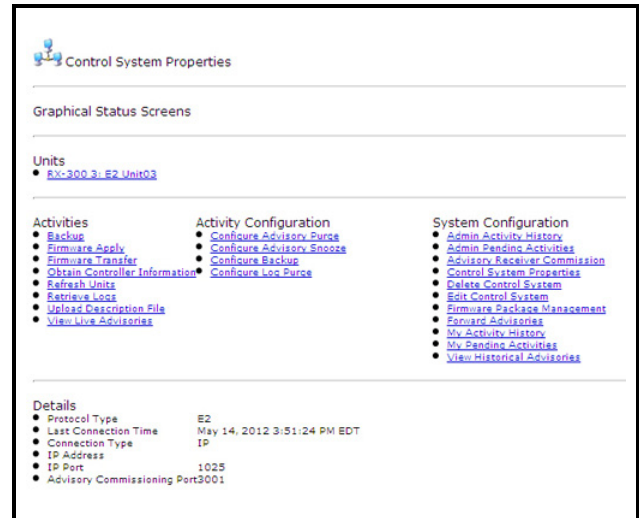 Control System Properties
Graphical Status Screens
Units
RX-300 3: E2 Unit03
Activities
Backup
Firmware Apply
Firmware Transfer
Obtain Controller Information
Refresh Units
Retrieve Logs
Upload Description File
View Live Advisories
Activity Configuration
Configure Advisory Purge
Configure Advisory Snooze
Configure Backup
Configure Log Purge
System Configuration
Admin Activity History
Admin Pending Activities
Advisory Receiver Commission
Control System Properties
Delete Control System
Edit Control System
Firmware Package Management
Forward Advisories
My Activity History
My Pending Activities
View Historical Advisories
Details
Protocol Type E2
Last Connection Time May 14, 2012 3:51:24 PM EDT
Connection Type IP
IP Address
IP Port 1025
Advisory Commissioning Port3001